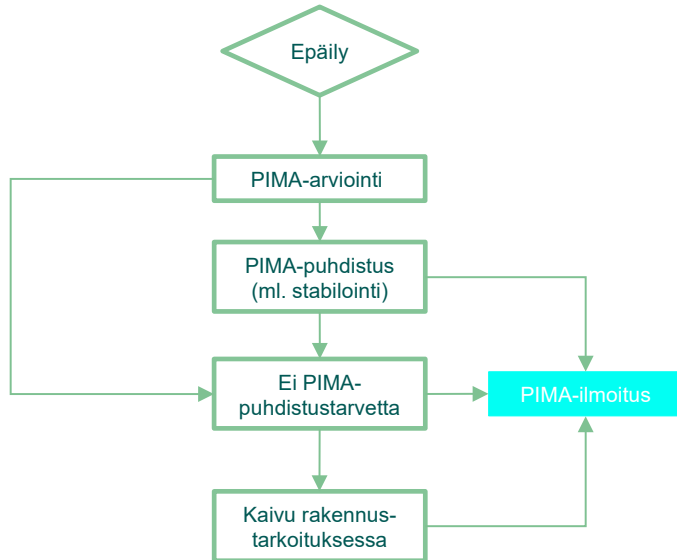 Epäily
PIMA-arviointi
PIMA-puhdistus
(ml. stabilointi)
Ei PIMA-
puhdistustarvetta
PIMA-ilmoitus
Kaivu rakennus-
tarkoituksessa